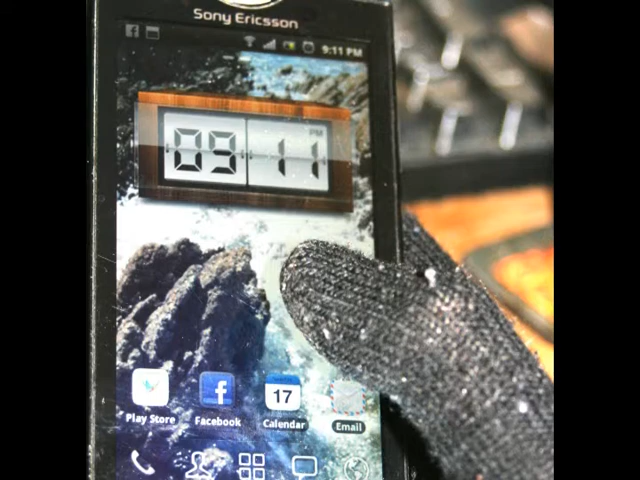 Sony Ericsson
9:11 PM
PM
09 11
17
Play Store
Facebook
Calendar
Email